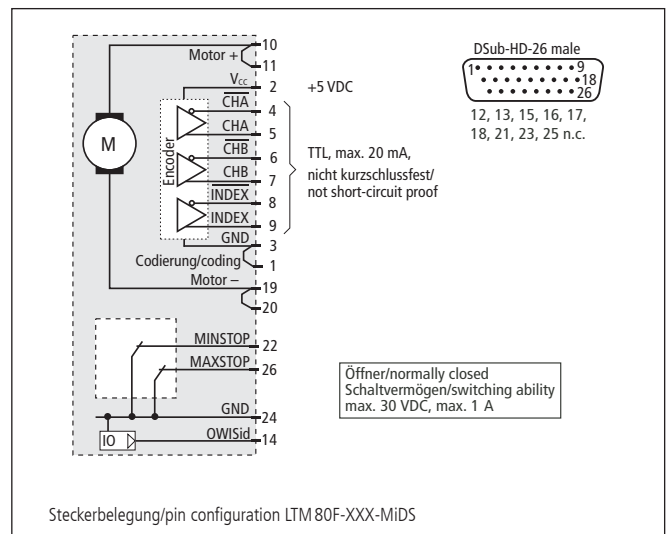 10
Motor +
11
VCC 2 +5 VDC
CHA 4
CHA 5
CHB 6
CHB 7
INDEX 8
INDEX 9
GND 3
Codierung/coding 1
Motor – 19
20
M
Encoder
TTL, max. 20 mA,
nicht kurzschlussfest/
not short-circuit proof
DSub-HD-26 male
1 9
18
26
12, 13, 15, 16, 17,
18, 21, 23, 25 n.c.
MINSTOP 22
MAXSTOP 26
GND 24
IO OWISid 14
Öffner/normally closed
Schaltvermögen/switching ability
max. 30 VDC, max. 1 A
Steckerbelegung/pin configuration LTM 80F-XXX-MiDS